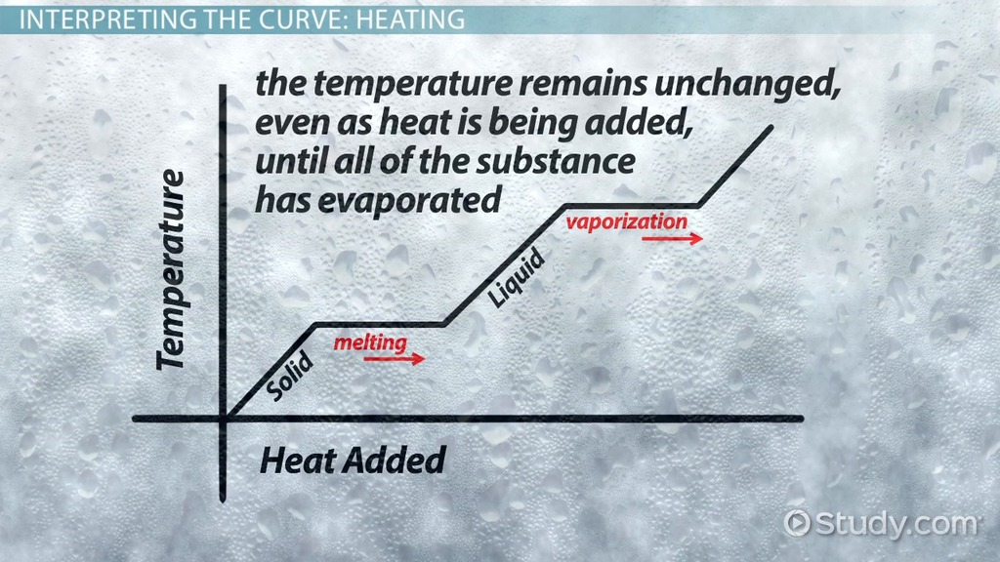 INTERPRETING THE CURVE: HEATING
the temperature remains unchanged,
even as heat is being added,
until all of the substance
has evaporated
Temperature
vaporization
Liquid
melting
Solid
Heat Added
Study.com